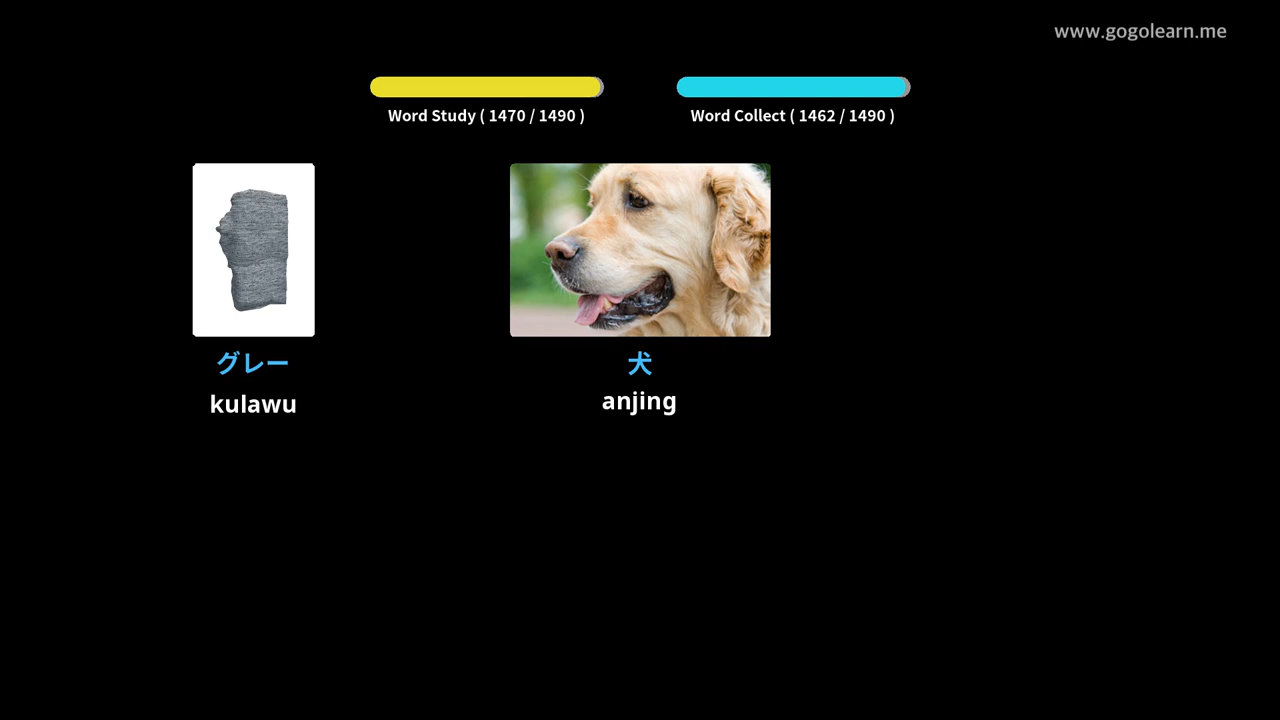 www.gogolearn.me
Word Study ( 1470 / 1490 )
Word Collect ( 1462 / 1490 )
グレー
kulawu
犬
anjing